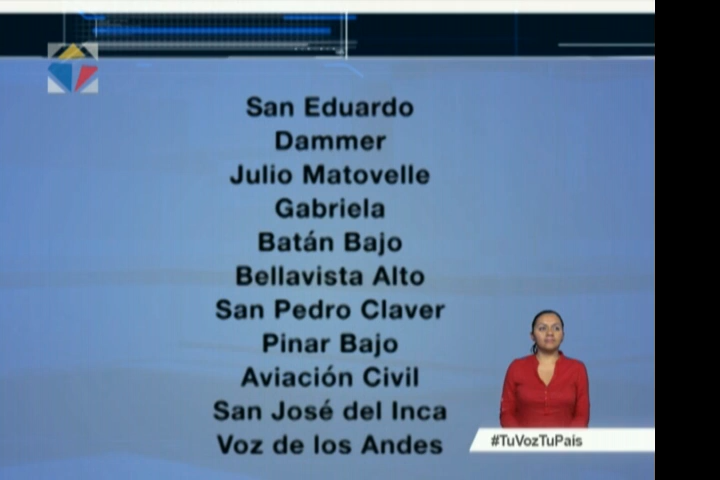 San Eduardo
Dammer
Julio Matovelle
Gabriela
Batán Bajo
Bellavista Alto
San Pedro Claver
Pinar Bajo
Aviación Civil
San José del Inca
Voz de los Andes
#TuVozTuPaís